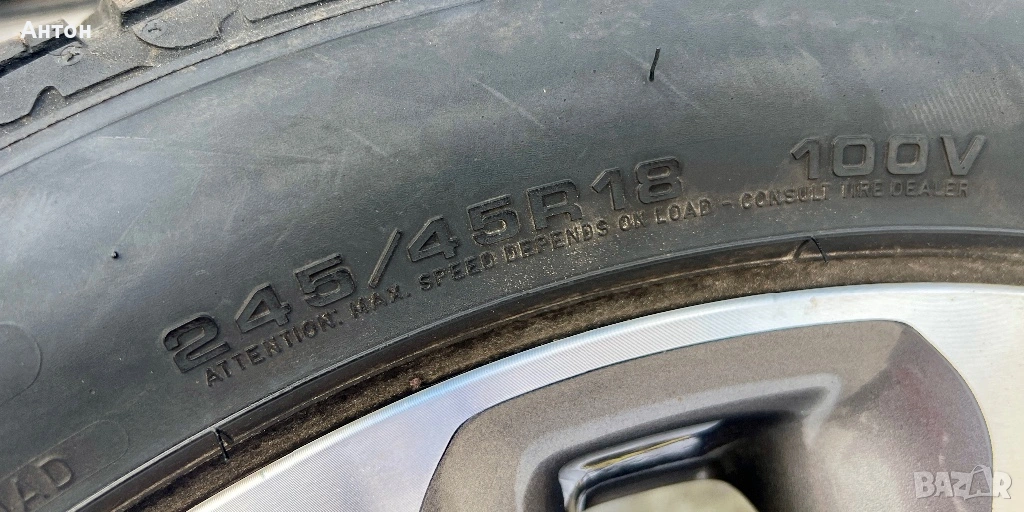 Антон
245/45R18 100V
ATTENTION: MAX. SPEED DEPENDS ON LOAD - CONSULT TIRE DEALER
BAZAR